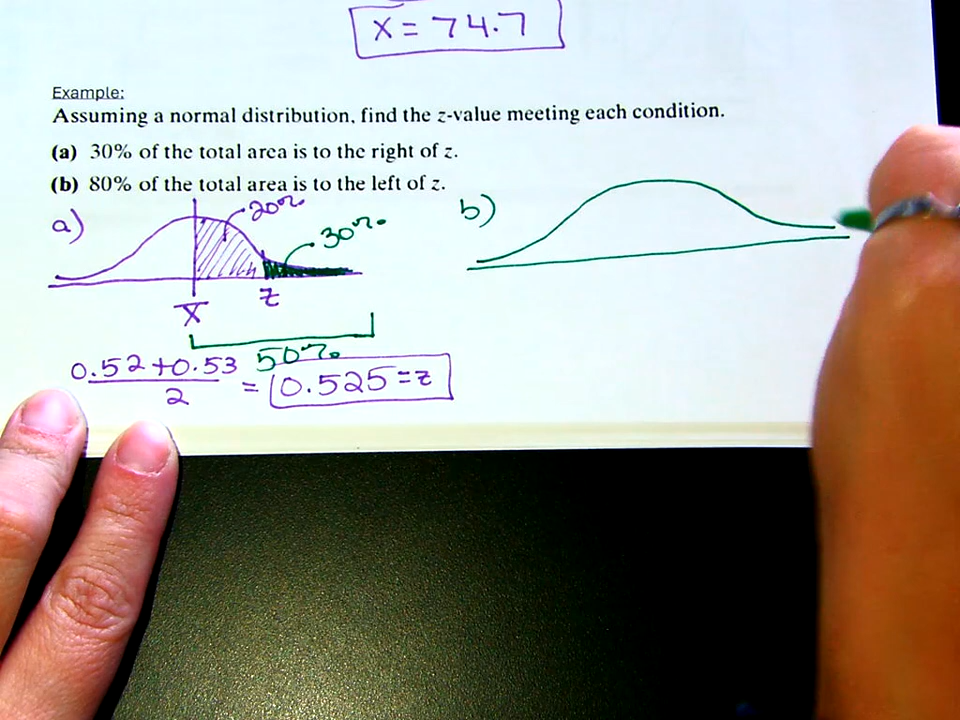 x = 74.7
Example:
Assuming a normal distribution, find the z-value meeting each condition.
(a) 30% of the total area is to the right of z.
(b) 80% of the total area is to the left of z.
a)
20%
30%
b)
x̄
z
50%
0.52+0.53
2
= 0.525=z